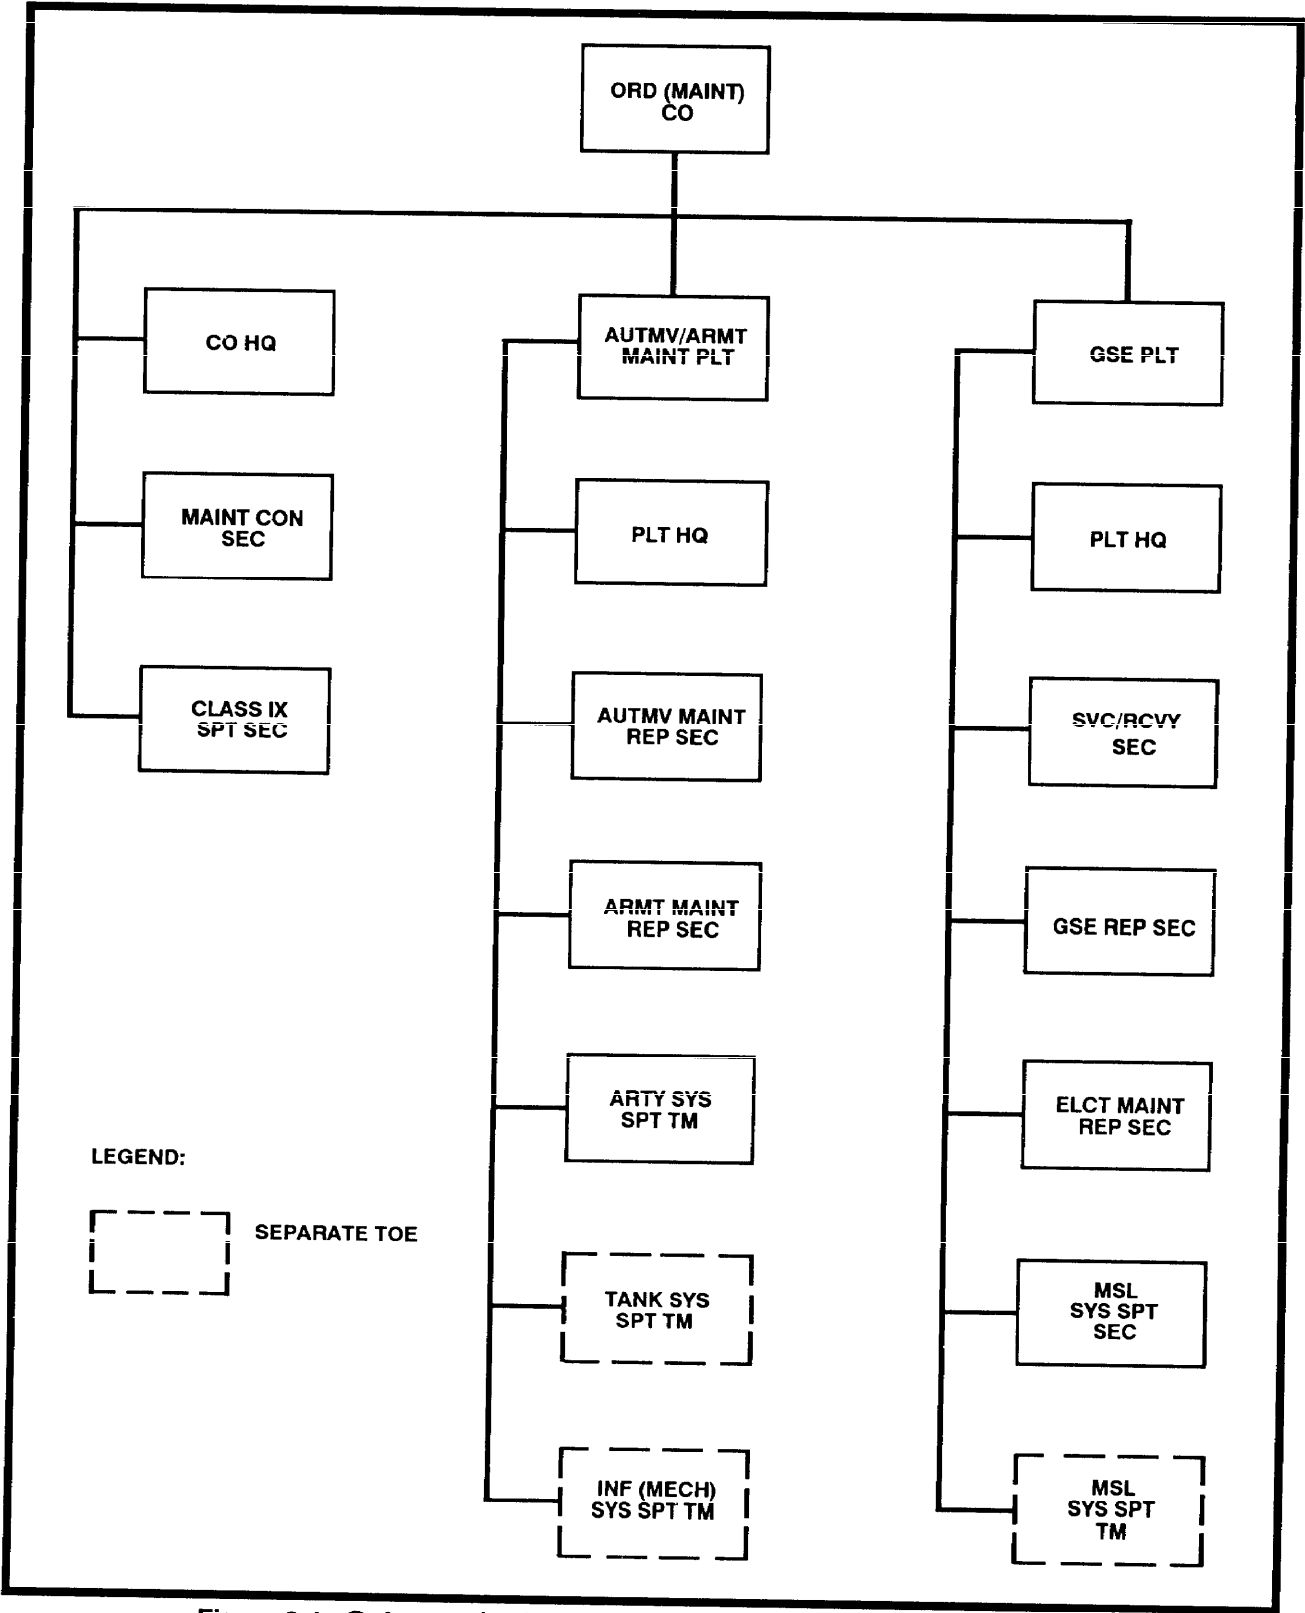 ORD (MAINT)
CO
CO HQ
MAINT CON
SEC
CLASS IX
SPT SEC
AUTMV/ARMT
MAINT PLT
PLT HQ
AUTMV MAINT
REP SEC
ARMT MAINT
REP SEC
ARTY SYS
SPT TM
TANK SYS
SPT TM
INF (MECH)
SYS SPT TM
GSE PLT
PLT HQ
SVC/RCVY
SEC
GSE REP SEC
ELCT MAINT
REP SEC
MSL
SYS SPT
SEC
MSL
SYS SPT
TM
LEGEND:
SEPARATE TOE